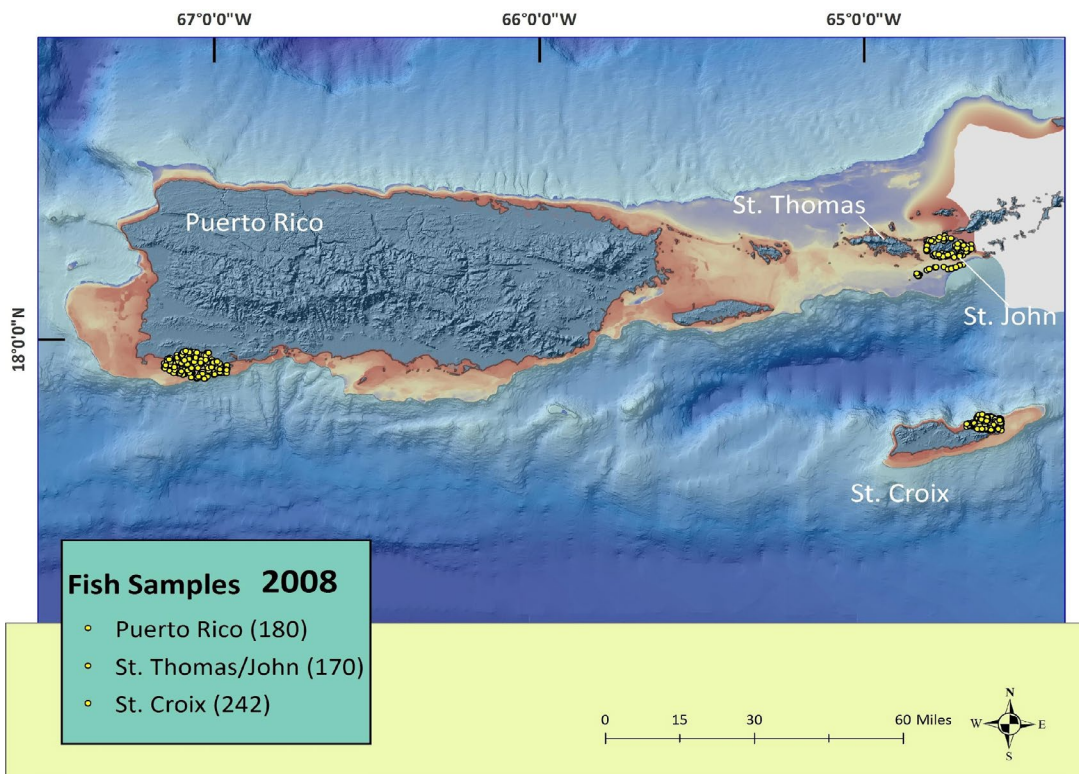 67°0'0"W
66°0'0"W
65°0'0"W
18°0'0"N
Puerto Rico
St. Thomas
St. John
St. Croix
Fish Samples 2008
Puerto Rico (180)
St. Thomas/John (170)
St. Croix (242)
0 15 30 60 Miles
N
W E
S